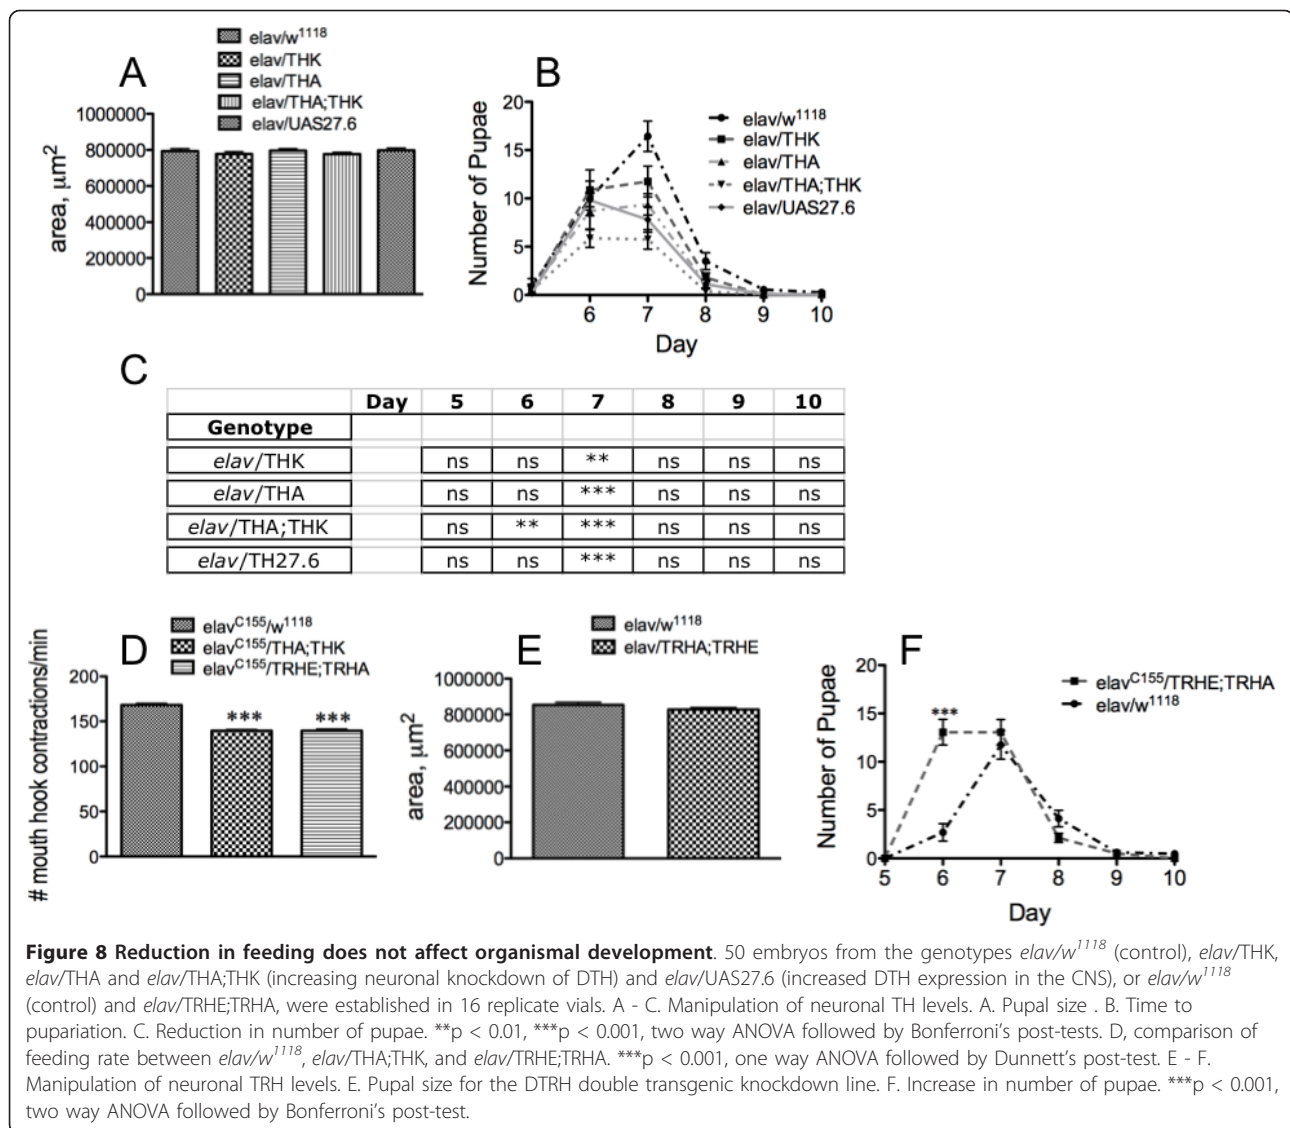 A
elav/w1118
elav/THK
elav/THA
elav/THA;THK
elav/UAS27.6
area, µm2
1000000
800000
600000
400000
200000
0
B
Number of Pupae
20
15
10
5
0
6 7 8 9 10
Day
elav/w1118
elav/THK
elav/THA
elav/THA;THK
elav/UAS27.6
C
Day 5 6 7 8 9 10
Genotype
elav/THK ns ns ** ns ns ns
elav/THA ns ns *** ns ns ns
elav/THA;THK ns ** *** ns ns ns
elav/TH27.6 ns ns *** ns ns ns
D
elavC155/w1118
elavC155/THA;THK
elavC155/TRHE;TRHA
# mouth hook contractions/min
200
150
100
50
0
*** ***
E
elav/w1118
elav/TRHA;TRHE
area, µm2
1000000
800000
600000
400000
200000
0
F
elavC155/TRHE;TRHA
elav/w1118
Number of Pupae
20
15
10
5
0
***
5 6 7 8 9 10
Day
Figure 8 Reduction in feeding does not affect organismal development. 50 embryos from the genotypes elav/w1118 (control), elav/THK,
elav/THA and elav/THA;THK (increasing neuronal knockdown of DTH) and elav/UAS27.6 (increased DTH expression in the CNS), or elav/w1118
(control) and elav/TRHE;TRHA, were established in 16 replicate vials. A - C. Manipulation of neuronal TH levels. A. Pupal size . B. Time to
pupariation. C. Reduction in number of pupae. **p < 0.01, ***p < 0.001, two way ANOVA followed by Bonferroni's post-tests. D, comparison of
feeding rate between elav/w1118, elav/THA;THK, and elav/TRHE;TRHA. ***p < 0.001, one way ANOVA followed by Dunnett's post-test. E - F.
Manipulation of neuronal TRH levels. E. Pupal size for the DTRH double transgenic knockdown line. F. Increase in number of pupae. ***p < 0.001,
two way ANOVA followed by Bonferroni's post-test.